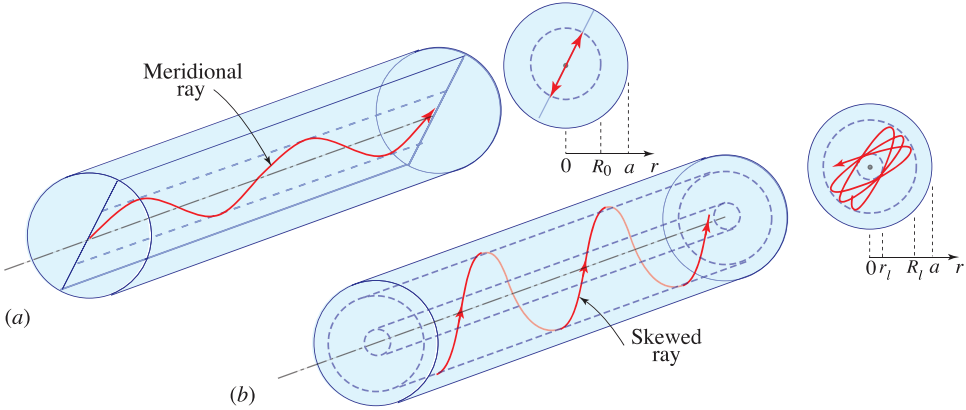 Meridional
ray
0 R₀ a r
(a)
0 rₗ Rₗ a r
Skewed
ray
(b)